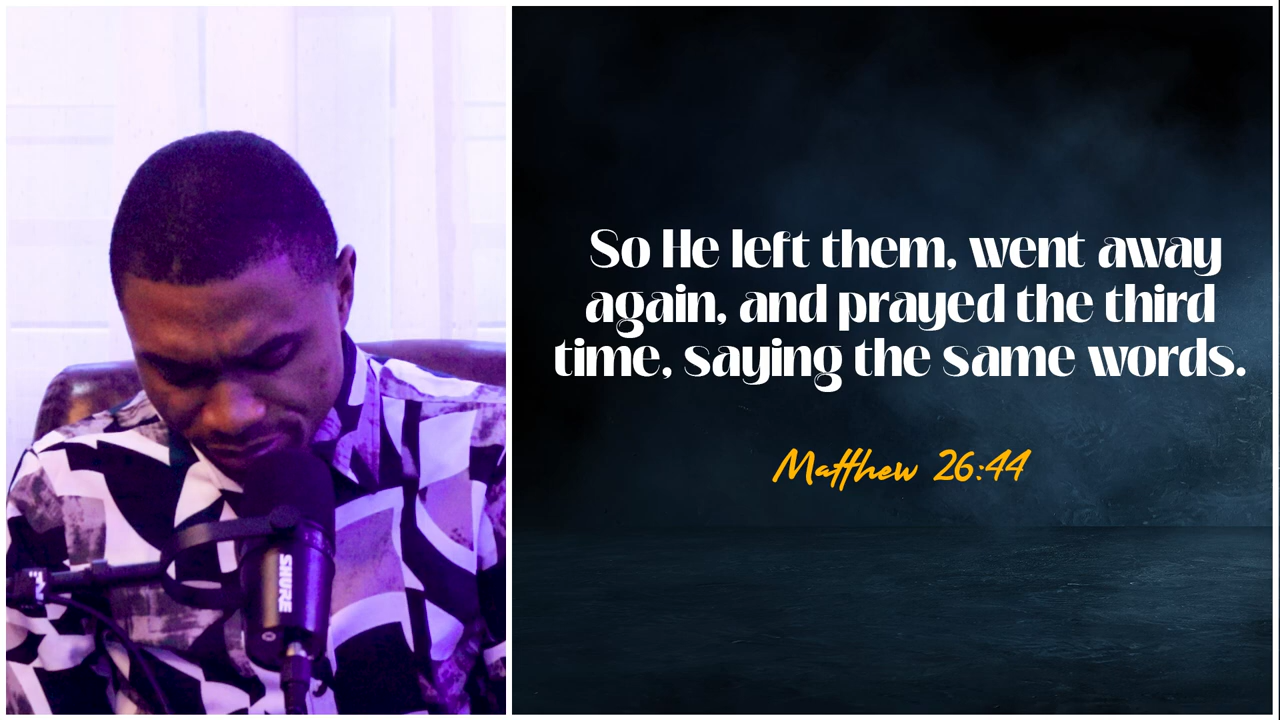 So He left them, went away
again, and prayed the third
time, saying the same words.
Matthew 26:44
SHURE